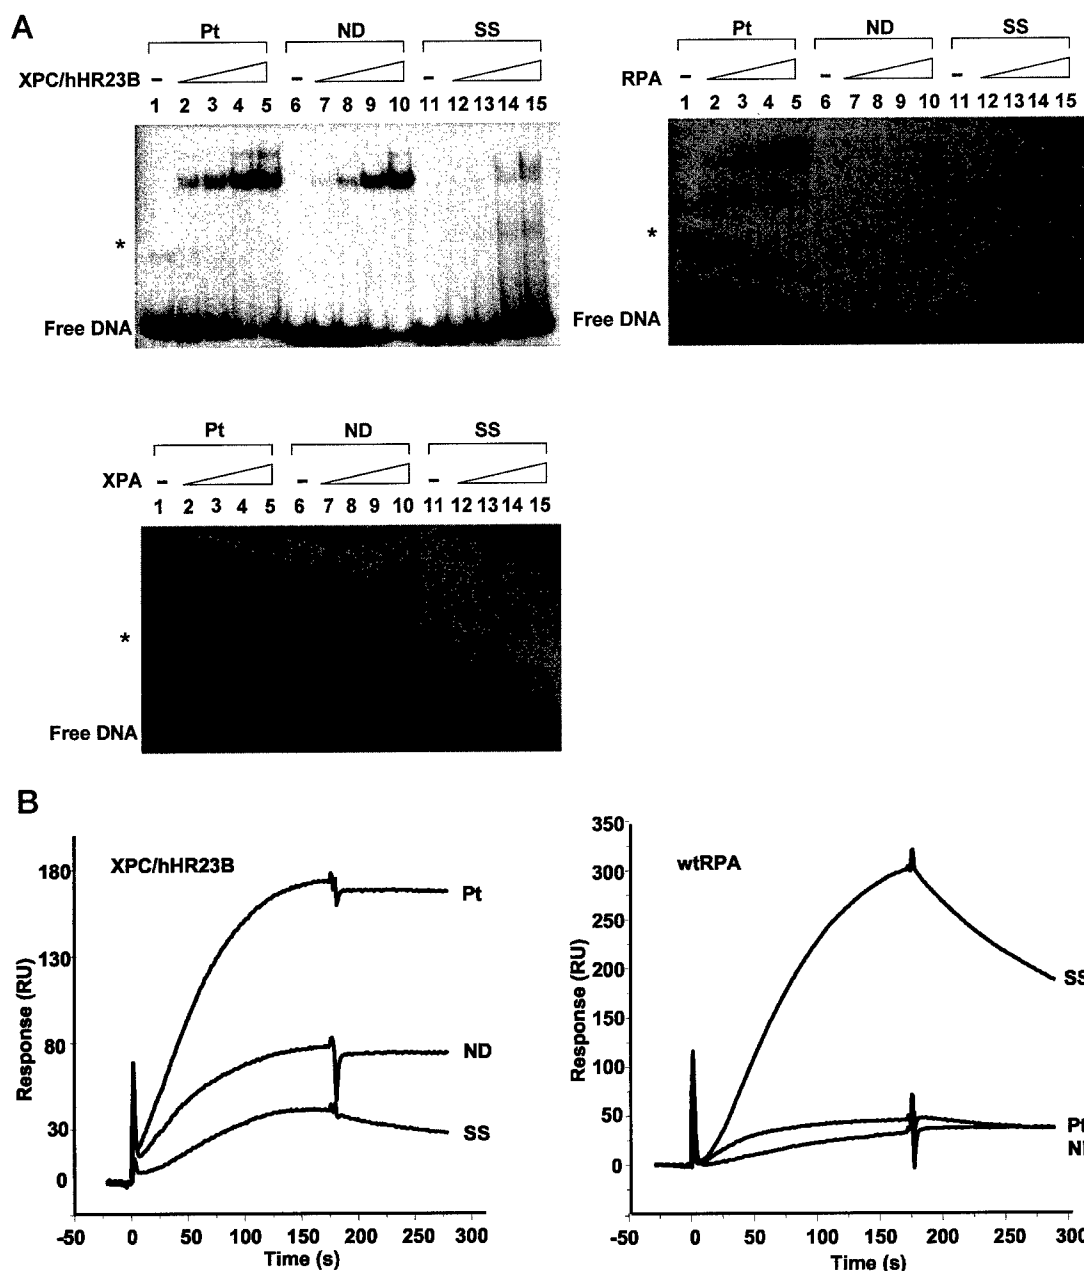 A
Pt ND SS
XPC/hHR23B – – –
1 2 3 4 5 6 7 8 9 10 11 12 13 14 15
*
Free DNA
Pt ND SS
RPA – – –
1 2 3 4 5 6 7 8 9 10 11 12 13 14 15
*
Free DNA
Pt ND SS
XPA – – –
1 2 3 4 5 6 7 8 9 10 11 12 13 14 15
*
Free DNA
B
XPC/hHR23B
Response (RU)
180
130
80
30
0
Pt
ND
SS
-50 0 50 100 150 200 250 300
Time (s)
wtRPA
Response (RU)
350
300
250
200
150
100
50
0
SS
Pt
-50 0 50 100 150 200 250 300
Time (s)